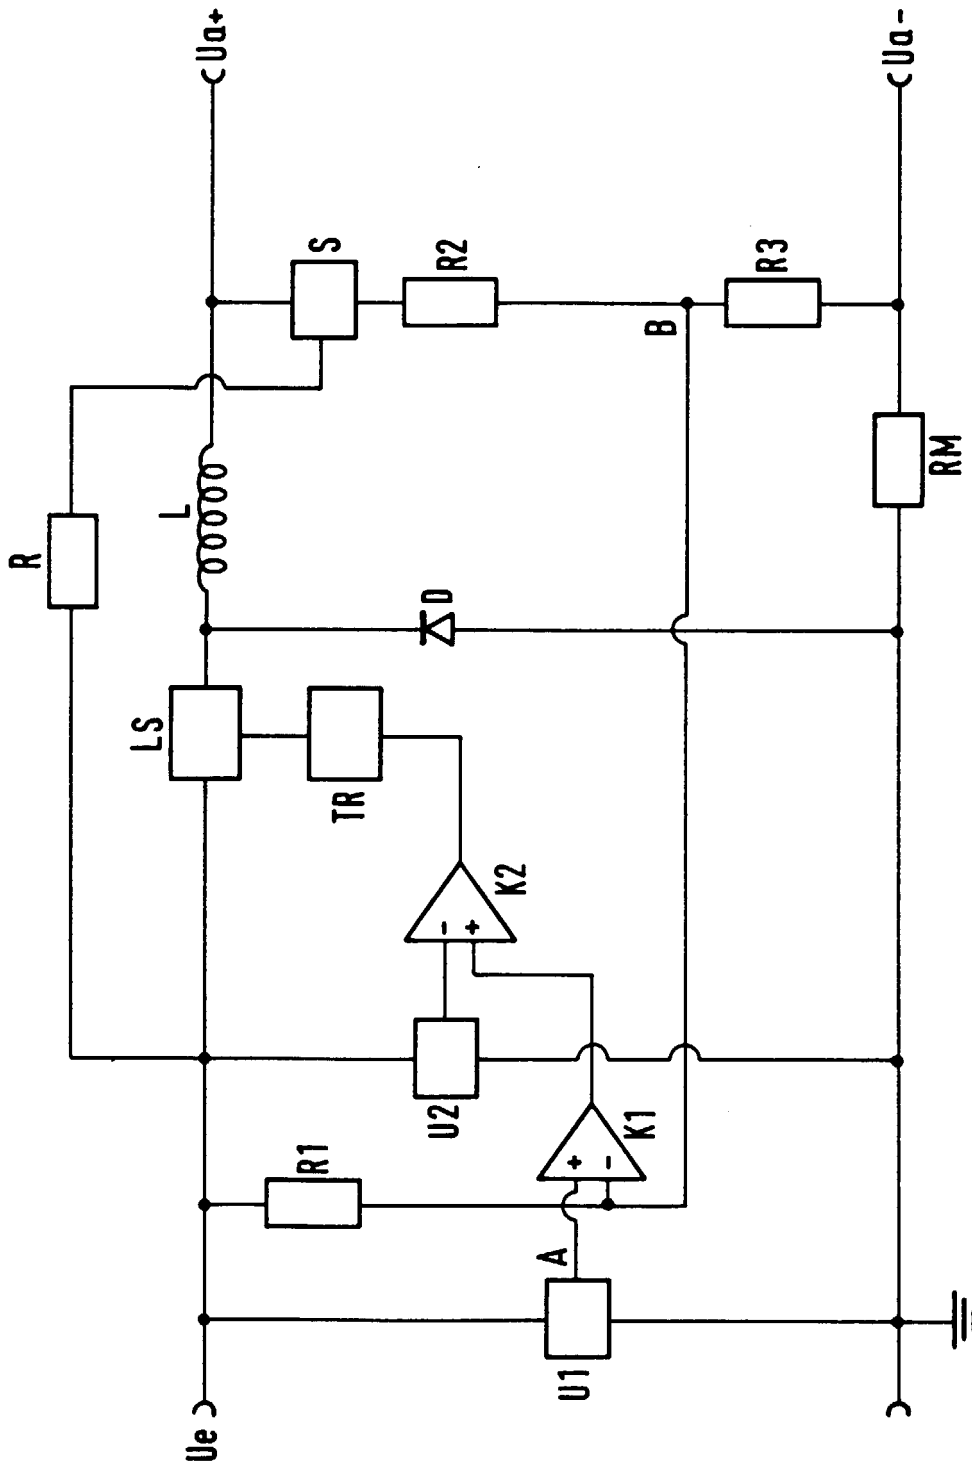 Ue
Ua+
Ua-
R
L
LS
TR
D
S
R2
B
R3
RM
U2
K2
-
+
R1
K1
+
-
A
U1